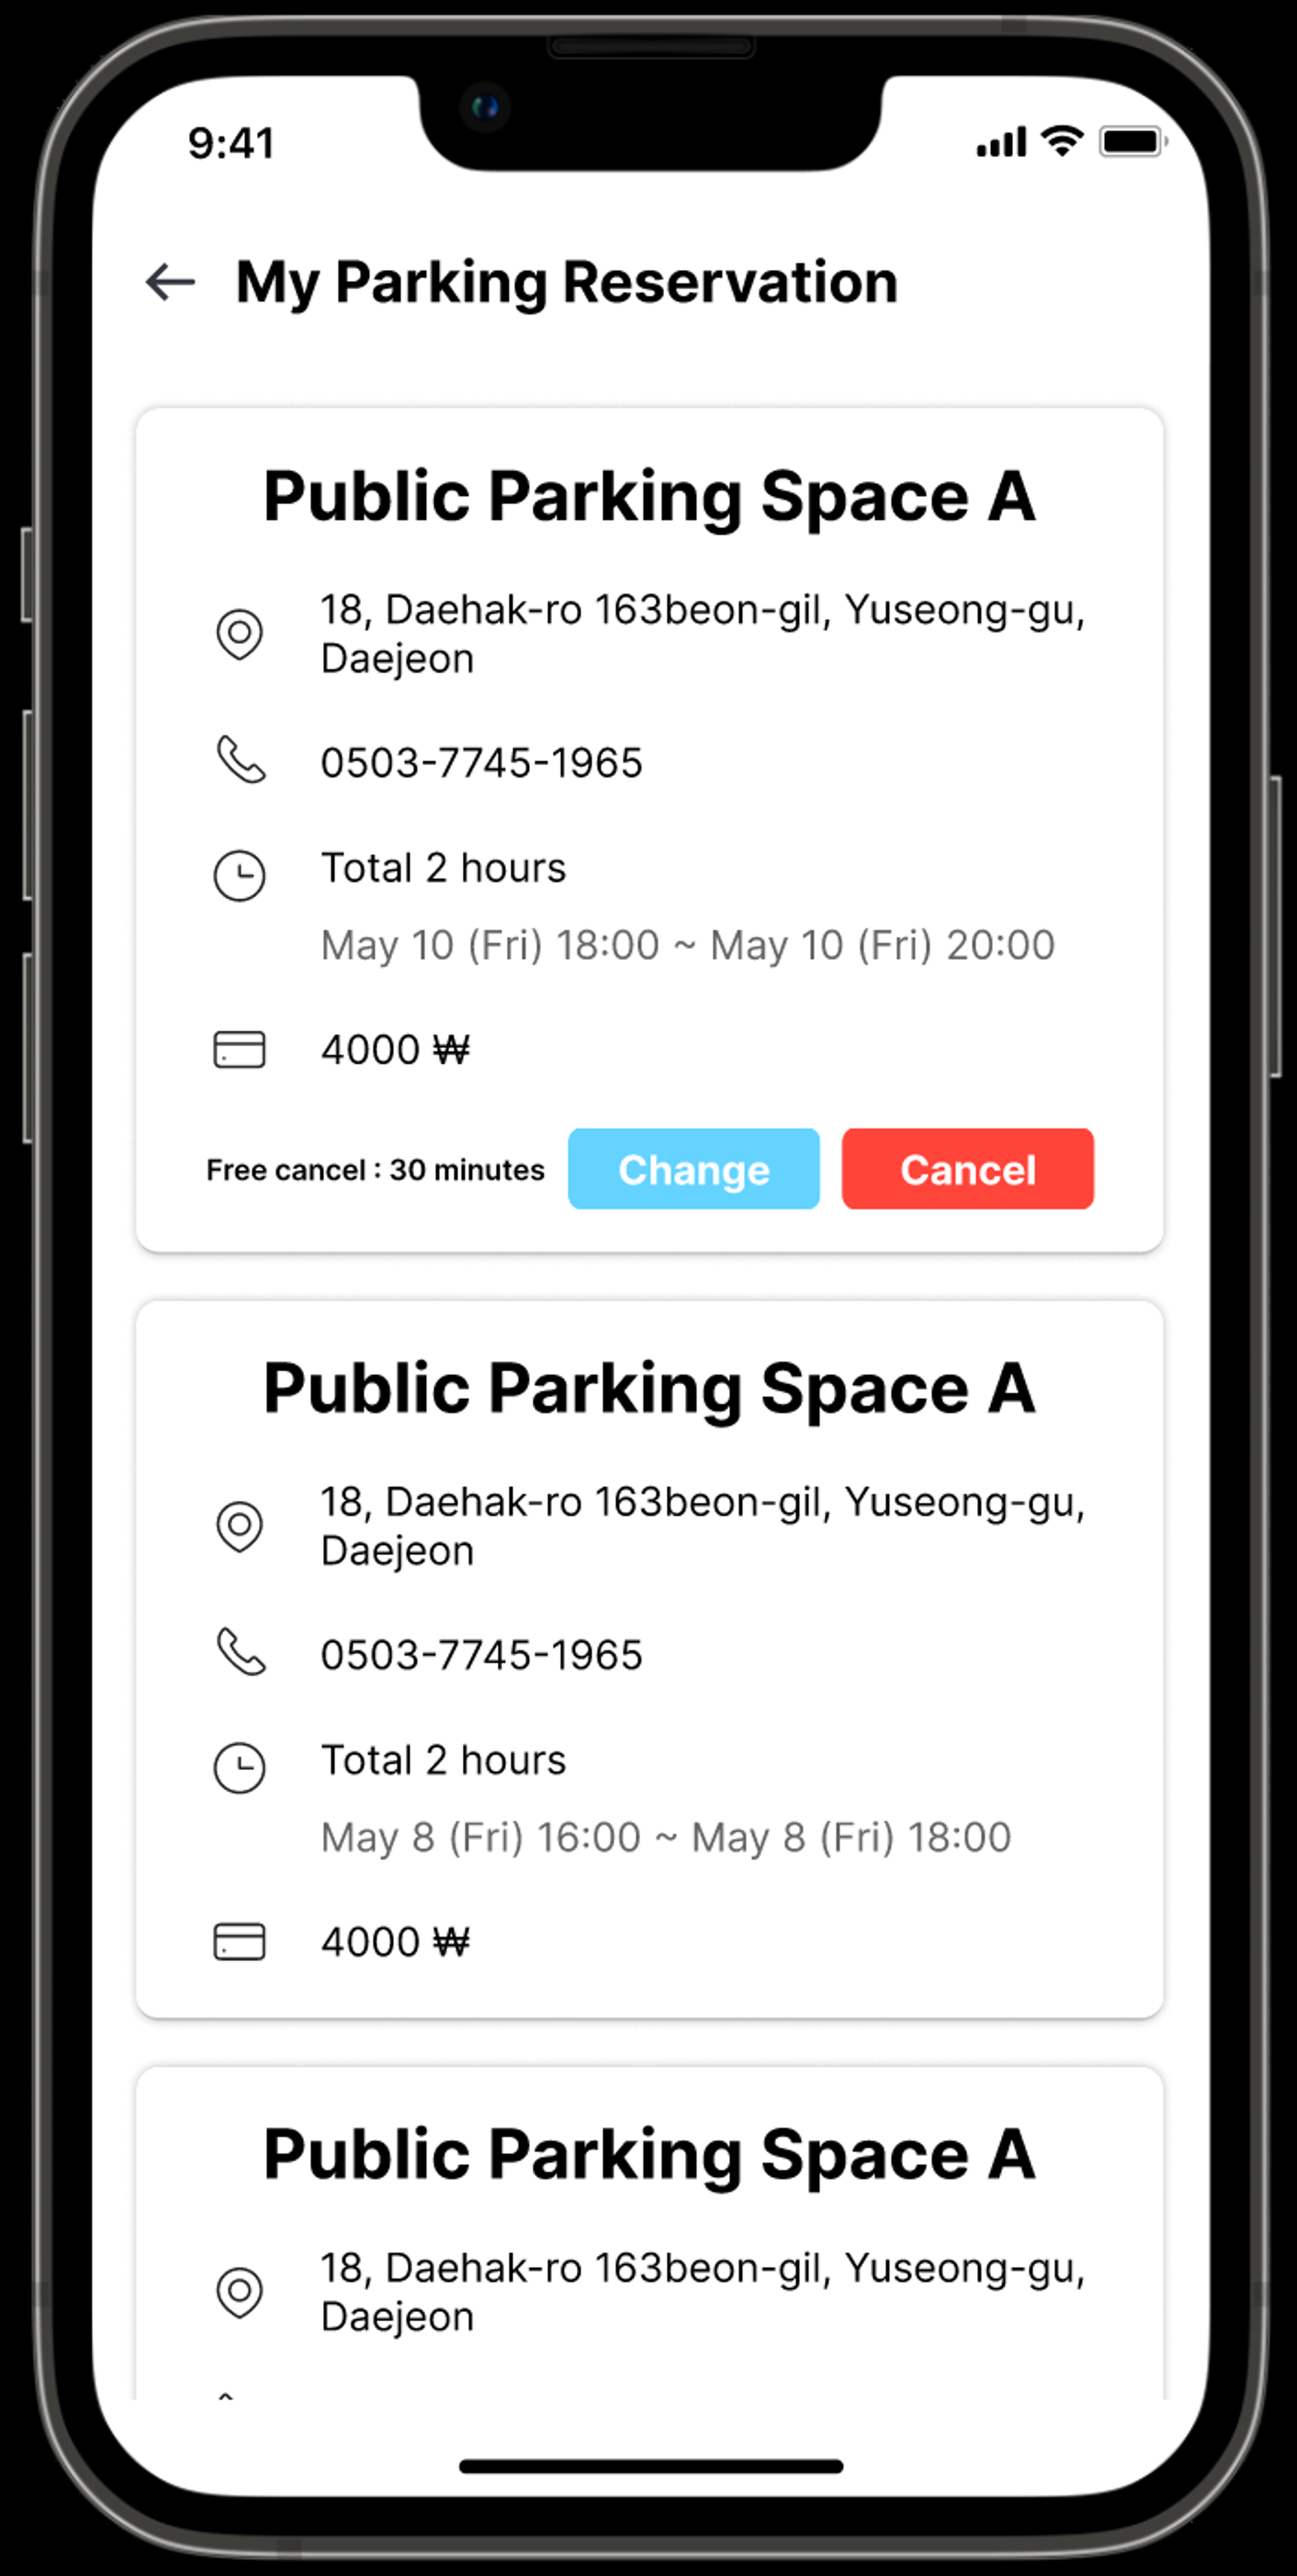 9:41
My Parking Reservation
Public Parking Space A
18, Daehak-ro 163beon-gil, Yuseong-gu,
Daejeon
0503-7745-1965
Total 2 hours
May 10 (Fri) 18:00 ~ May 10 (Fri) 20:00
4000 ₩
Free cancel : 30 minutes Change Cancel
Public Parking Space A
18, Daehak-ro 163beon-gil, Yuseong-gu,
Daejeon
0503-7745-1965
Total 2 hours
May 8 (Fri) 16:00 ~ May 8 (Fri) 18:00
4000 ₩
Public Parking Space A
18, Daehak-ro 163beon-gil, Yuseong-gu,
Daejeon